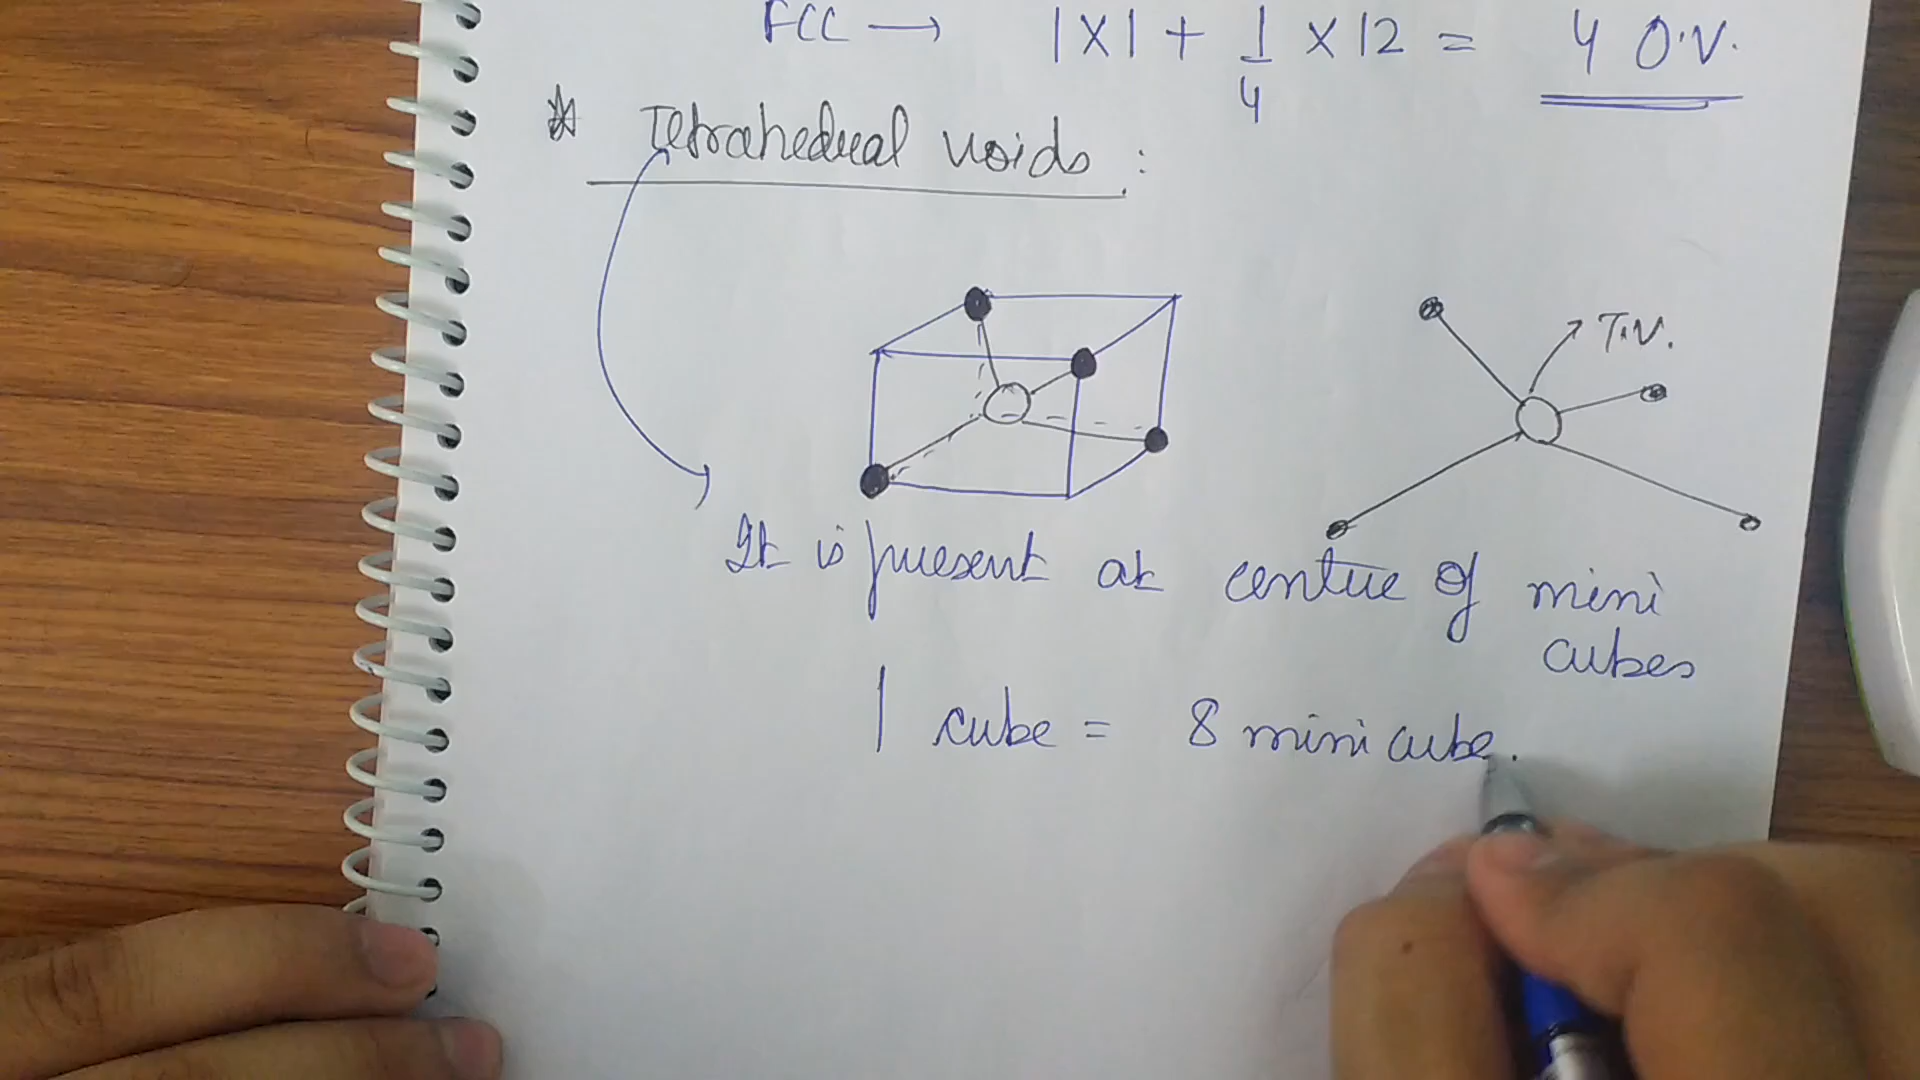 FCC → 1 X 1 + 1/4 X 12 = 4 O.V.
* Tetrahedral voids :
T.V.
It is present at centre of mini
cubes
1 cube = 8 mini cube.